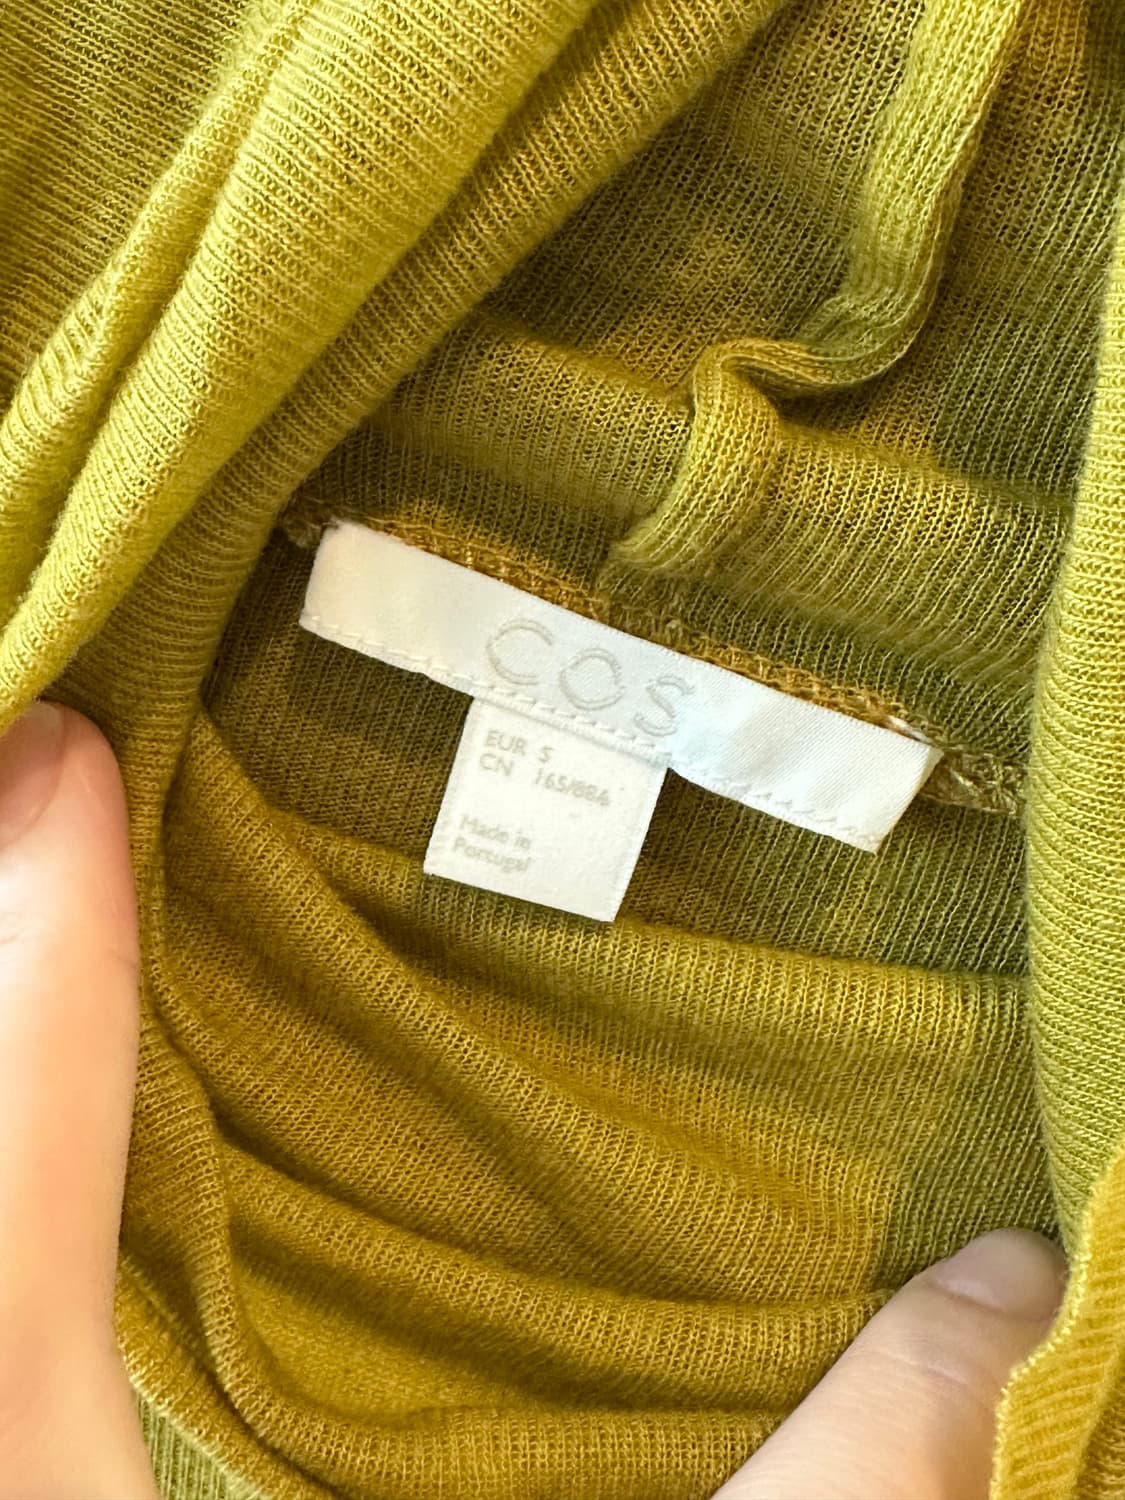 COS
EUR S
CN 165/88A
Made in
Portugal